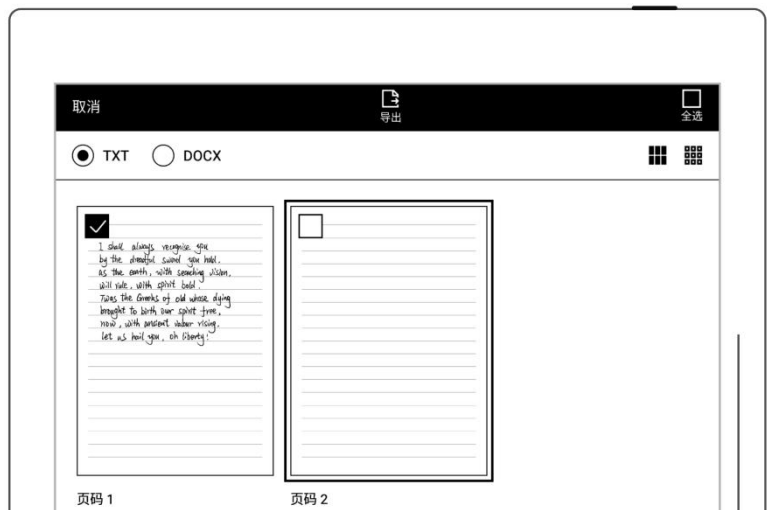 取消
导出
全选
TXT
DOCX
I shall always recognise you
by the dreadful sword you hold.
as the earth, with searching vision,
will rule, with spirit bold.
Twas the Greeks of old whose dying
brought to birth our spirit free,
now, with ancient valour rising.
let us hail you, oh liberty!
页码 1
页码 2